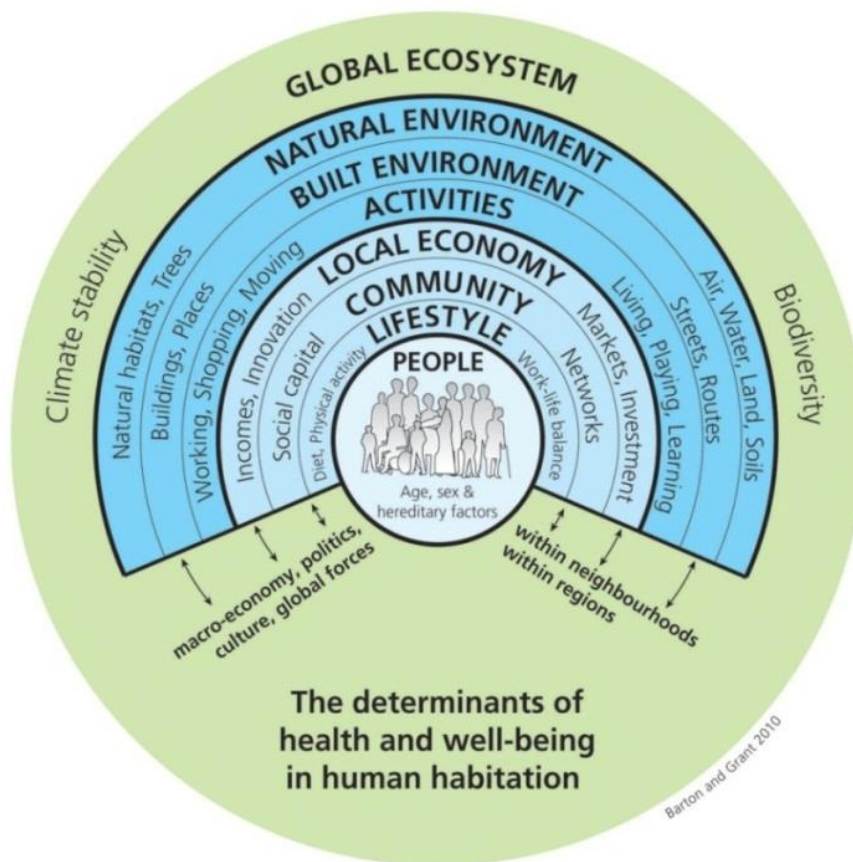 GLOBAL ECOSYSTEM
NATURAL ENVIRONMENT
BUILT ENVIRONMENT
ACTIVITIES
LOCAL ECONOMY
COMMUNITY
LIFESTYLE
PEOPLE
Age, sex &
hereditary factors
Climate stability
Natural habitats, Trees
Buildings, Places
Working, Shopping, Moving
Incomes, Innovation
Social capital
Diet, Physical activity
Work-life balance
Networks
Markets, Investment
Living, Playing, Learning
Streets, Routes
Air, Water, Land, Soils
Biodiversity
macro-economy, politics,
culture, global forces
within neighbourhoods
within regions
The determinants of
health and well-being
in human habitation
Barton and Grant 2010